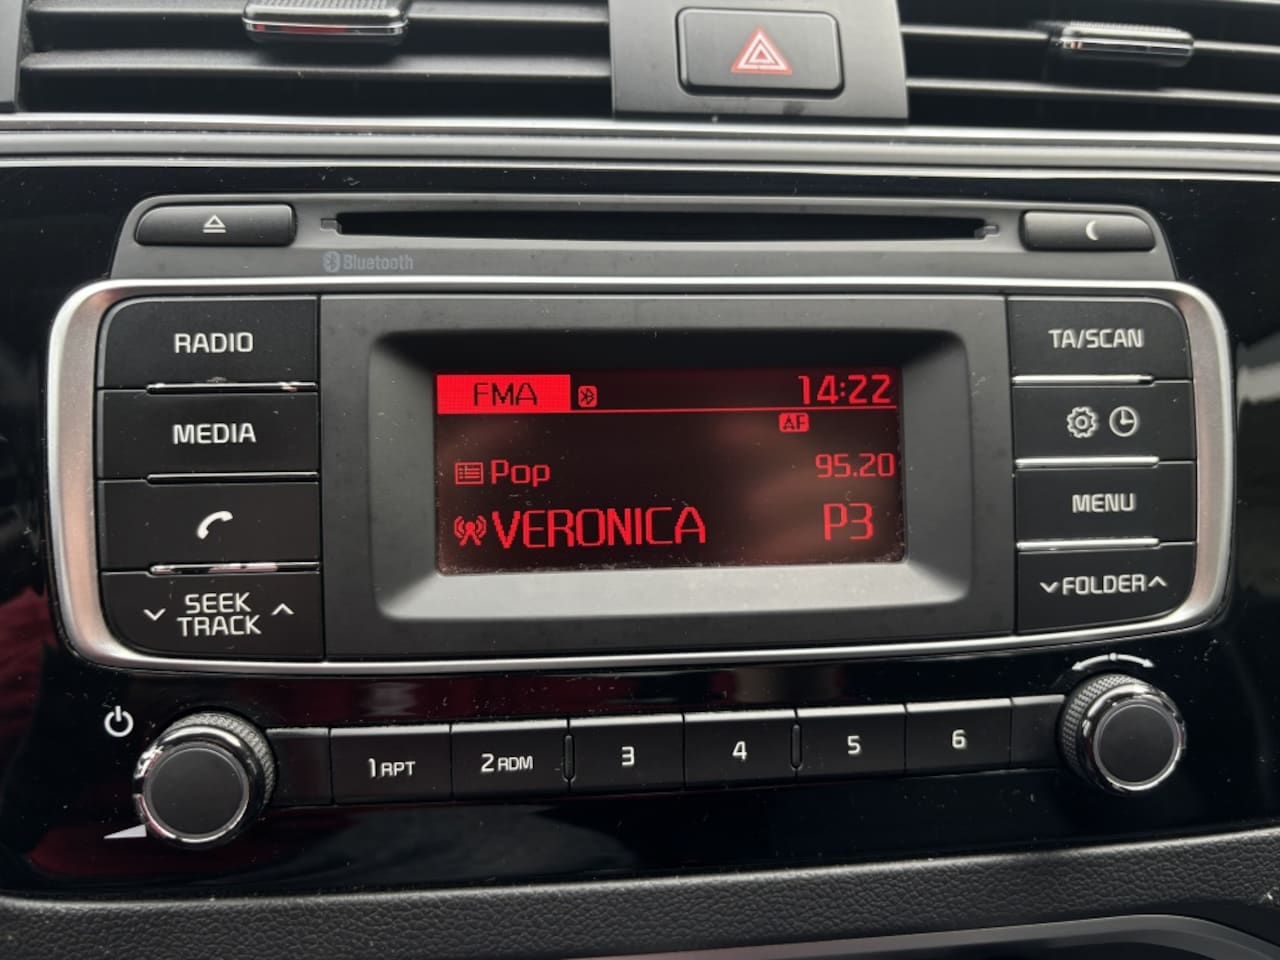 Bluetooth
RADIO
MEDIA
SEEK
TRACK
FMA 14:22
AF
Pop 95.20
VERONICA P3
TA/SCAN
MENU
FOLDER
1 RPT
2 RDM
3
4
5
6